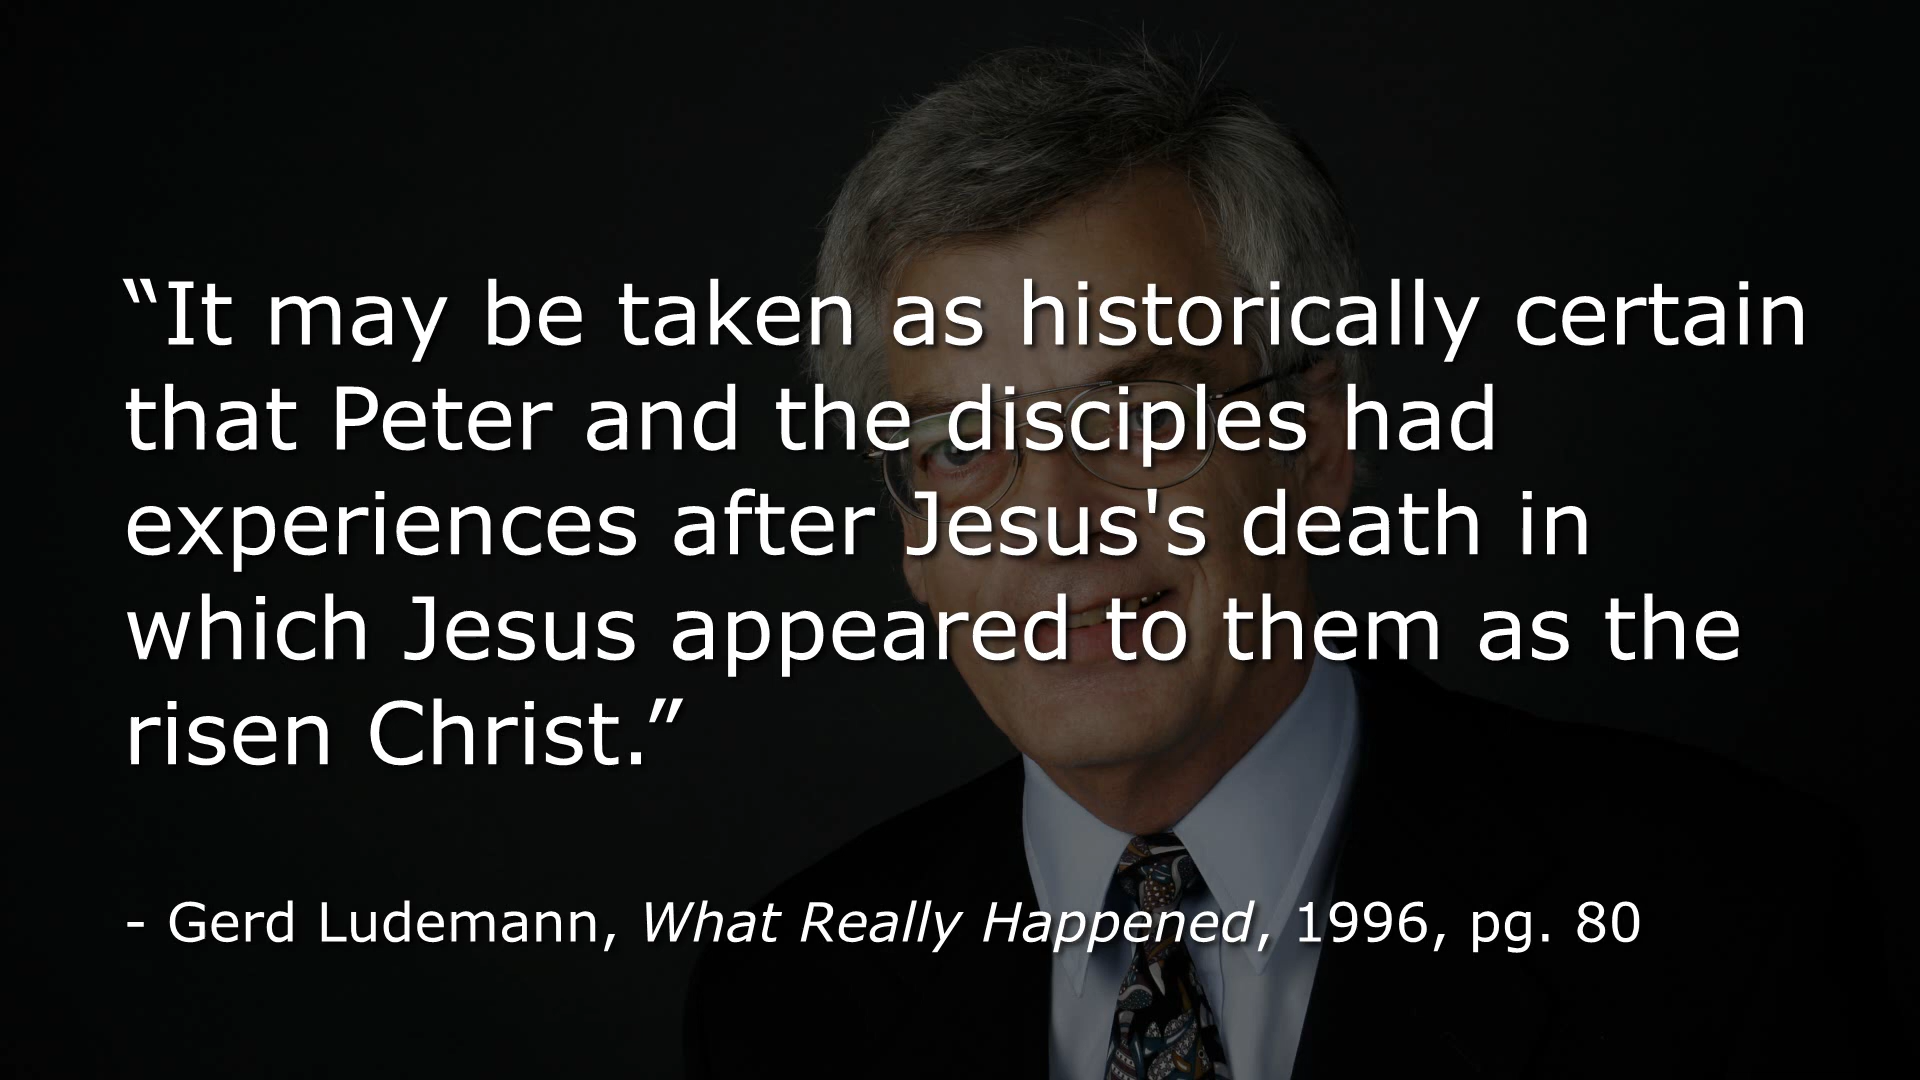 “It may be taken as historically certain
that Peter and the disciples had
experiences after Jesus's death in
which Jesus appeared to them as the
risen Christ.”
- Gerd Ludemann, What Really Happened, 1996, pg. 80